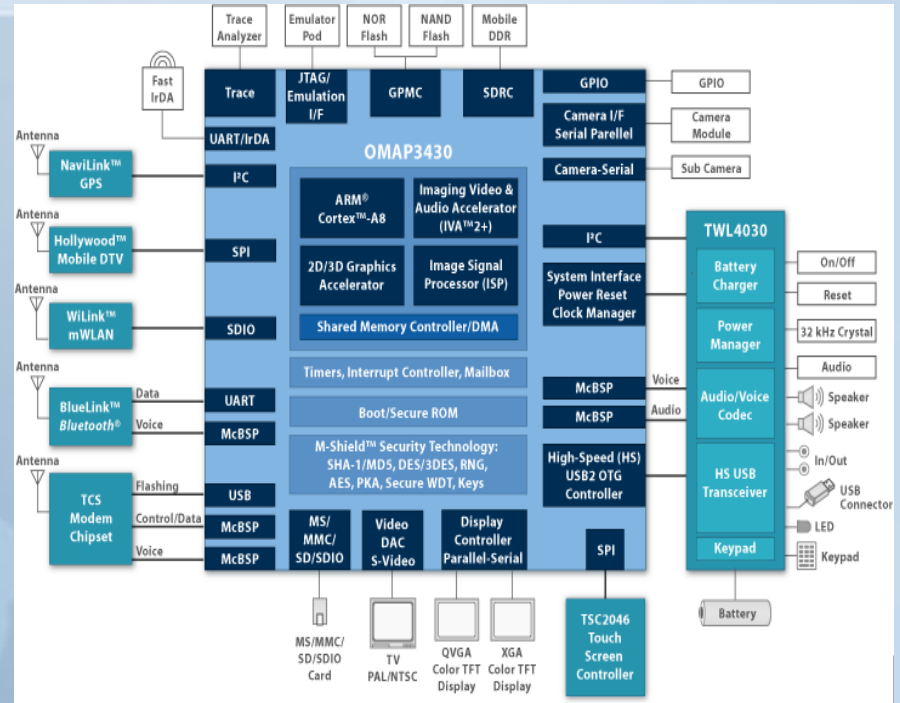 Trace
Analyzer
Emulator
Pod
NOR
Flash
NAND
Flash
Mobile
DDR
Fast
IrDA
Trace
JTAG/
Emulation
I/F
GPMC
SDRC
GPIO
GPIO
Camera I/F
Serial Parellel
Camera
Module
Camera-Serial
Sub Camera
UART/IrDA
OMAP3430
Antenna
NaviLink™
GPS
I²C
ARM®
Cortex™-A8
Imaging Video &
Audio Accelerator
(IVA™2+)
Antenna
Hollywood™
Mobile DTV
SPI
2D/3D Graphics
Accelerator
Image Signal
Processor (ISP)
I²C
System Interface
Power Reset
Clock Manager
TWL4030
Battery
Charger
On/Off
Reset
Antenna
WiLink™
mWLAN
SDIO
Shared Memory Controller/DMA
Power
Manager
32 kHz Crystal
Timers, Interrupt Controller, Mailbox
Audio
Antenna
BlueLink™
Bluetooth®
Data
Voice
UART
McBSP
Boot/Secure ROM
McBSP
McBSP
Voice
Audio
Audio/Voice
Codec
Speaker
Speaker
M-Shield™ Security Technology:
SHA-1/MD5, DES/3DES, RNG,
AES, PKA, Secure WDT, Keys
High-Speed (HS)
USB2 OTG
Controller
HS USB
Transceiver
In/Out
USB
Connector
LED
Antenna
TCS
Modem
Chipset
Flashing
Control/Data
Voice
USB
McBSP
McBSP
MS/
MMC/
SD/SDIO
Video
DAC
S-Video
Display
Controller
Parallel-Serial
SPI
Keypad
Keypad
Battery
MS/MMC/
SD/SDIO
Card
TV
PAL/NTSC
QVGA
Color TFT
Display
XGA
Color TFT
Display
TSC2046
Touch
Screen
Controller